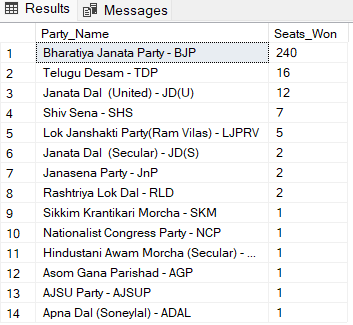 Results Messages
Party_Name Seats_Won
1 Bharatiya Janata Party - BJP 240
2 Telugu Desam - TDP 16
3 Janata Dal  (United) - JD(U) 12
4 Shiv Sena - SHS 7
5 Lok Janshakti Party(Ram Vilas) - LJPRV 5
6 Janata Dal  (Secular) - JD(S) 2
7 Janasena Party - JnP 2
8 Rashtriya Lok Dal - RLD 2
9 Sikkim Krantikari Morcha - SKM 1
10 Nationalist Congress Party - NCP 1
11 Hindustani Awam Morcha (Secular) - ... 1
12 Asom Gana Parishad - AGP 1
13 AJSU Party - AJSUP 1
14 Apna Dal (Soneylal) - ADAL 1